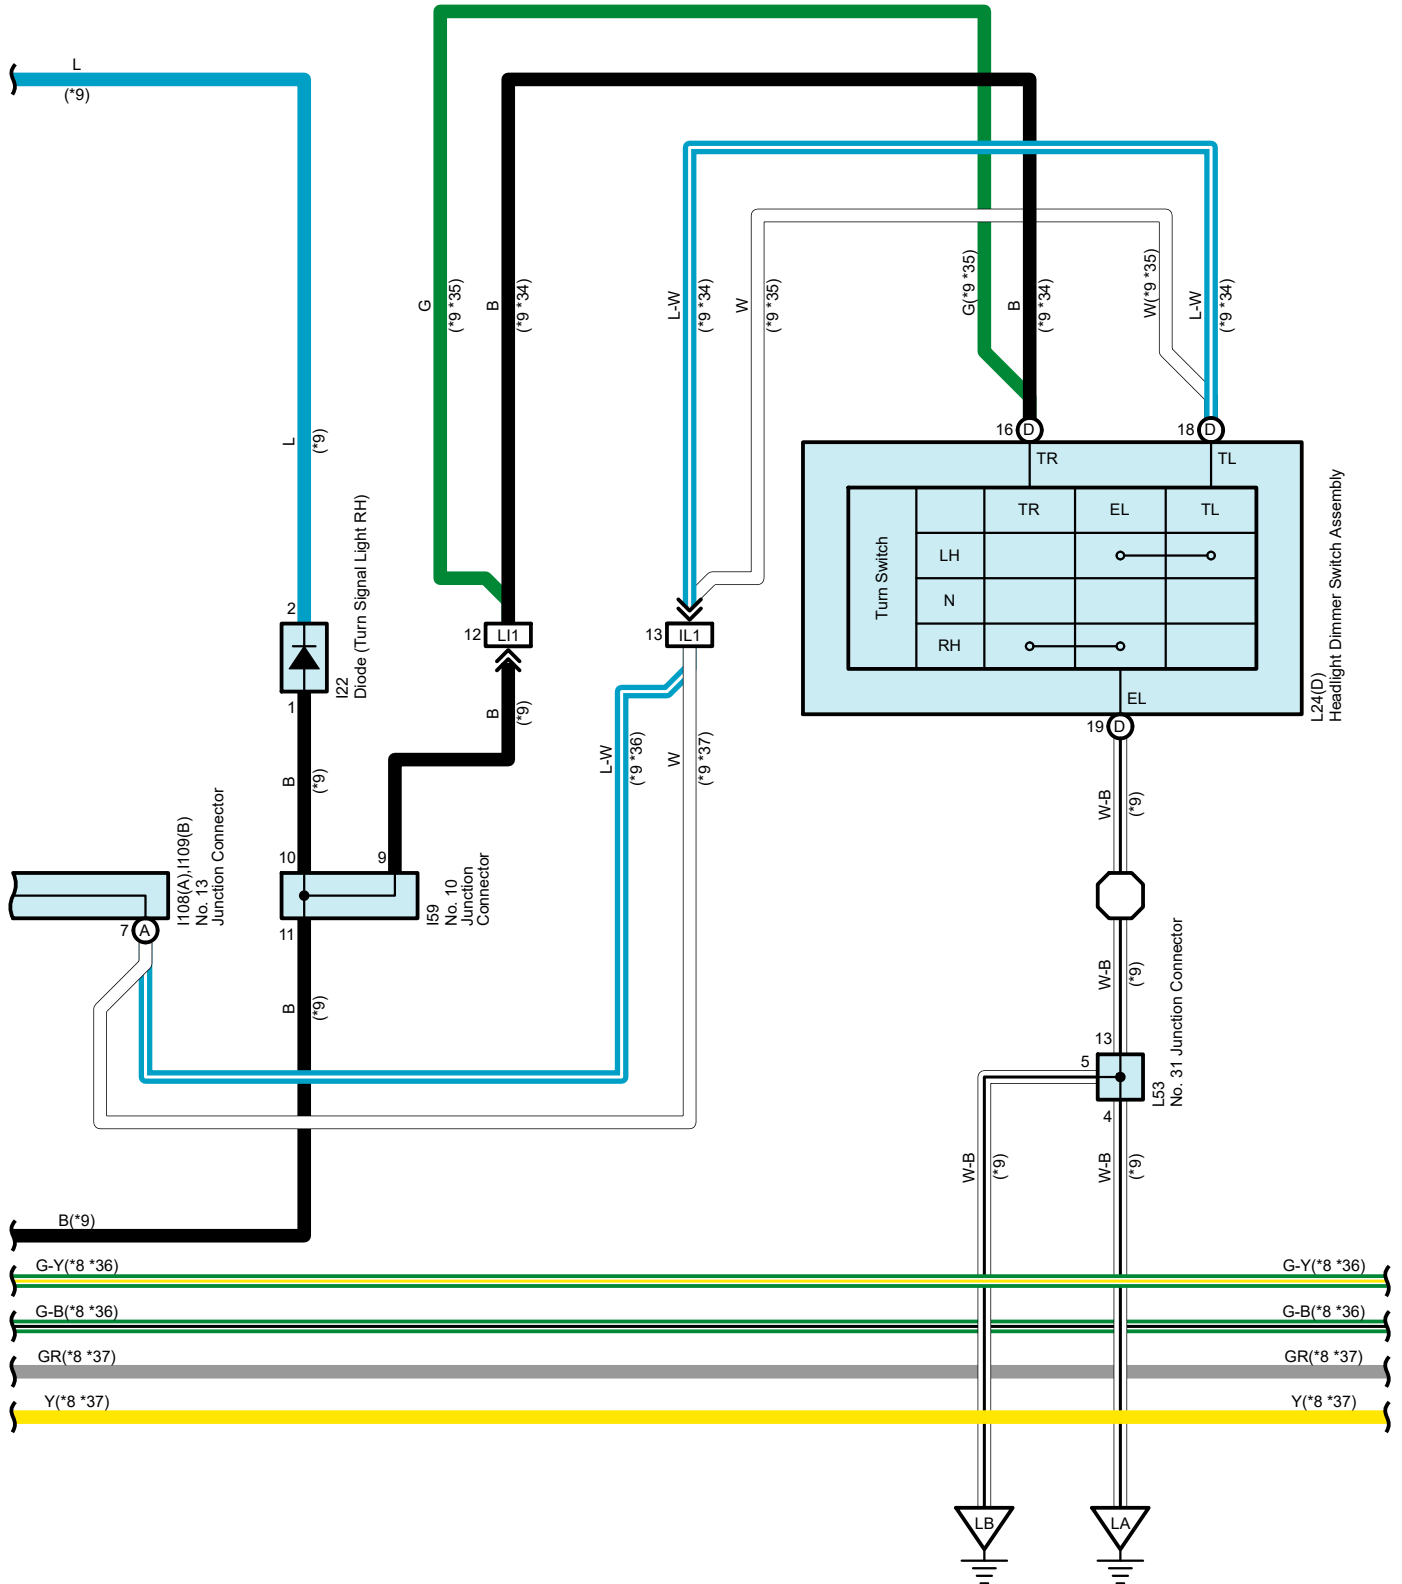 L
(*9)
G
(*9 *35)
B
(*9 *34)
L-W
(*9 *34)
W
(*9 *35)
G(*9 *35)
B
(*9 *34)
W(*9 *35)
L-W
(*9 *34)
L
(*9)
16 D
18 D
TR
TL
Turn Switch
TR EL TL
LH
N
RH
EL
19 D
L24(D)
Headlight Dimmer Switch Assembly
2
1
I22
Diode (Turn Signal Light RH)
12 LI1
13 IL1
B
(*9)
B
(*9)
L-W
(*9 *36)
W
(*9 *37)
W-B
(*9)
I108(A),I109(B)
No. 13
Junction Connector
7 A
10
9
11
I59
No. 10
Junction
Connector
B
(*9)
W-B
(*9)
13
5
4
L53
No. 31 Junction Connector
W-B
(*9)
W-B
(*9)
B(*9)
G-Y(*8 *36)
G-Y(*8 *36)
G-B(*8 *36)
G-B(*8 *36)
GR(*8 *37)
GR(*8 *37)
Y(*8 *37)
Y(*8 *37)
LB
LA